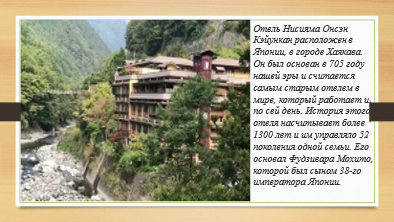 Отель Нисияма Онсэн
Кэйункан расположен в
Японии, в городе Хаякава.
Он был основан в 705 году
нашей эры и считается
самым старым отелем в
мире, который работает и
по сей день. История этого
отеля насчитывает более
1300 лет и им управляло 52
поколения одной семьи. Его
основал Фудзивара Мохито,
которой был сынам 38-го
императора Японии.